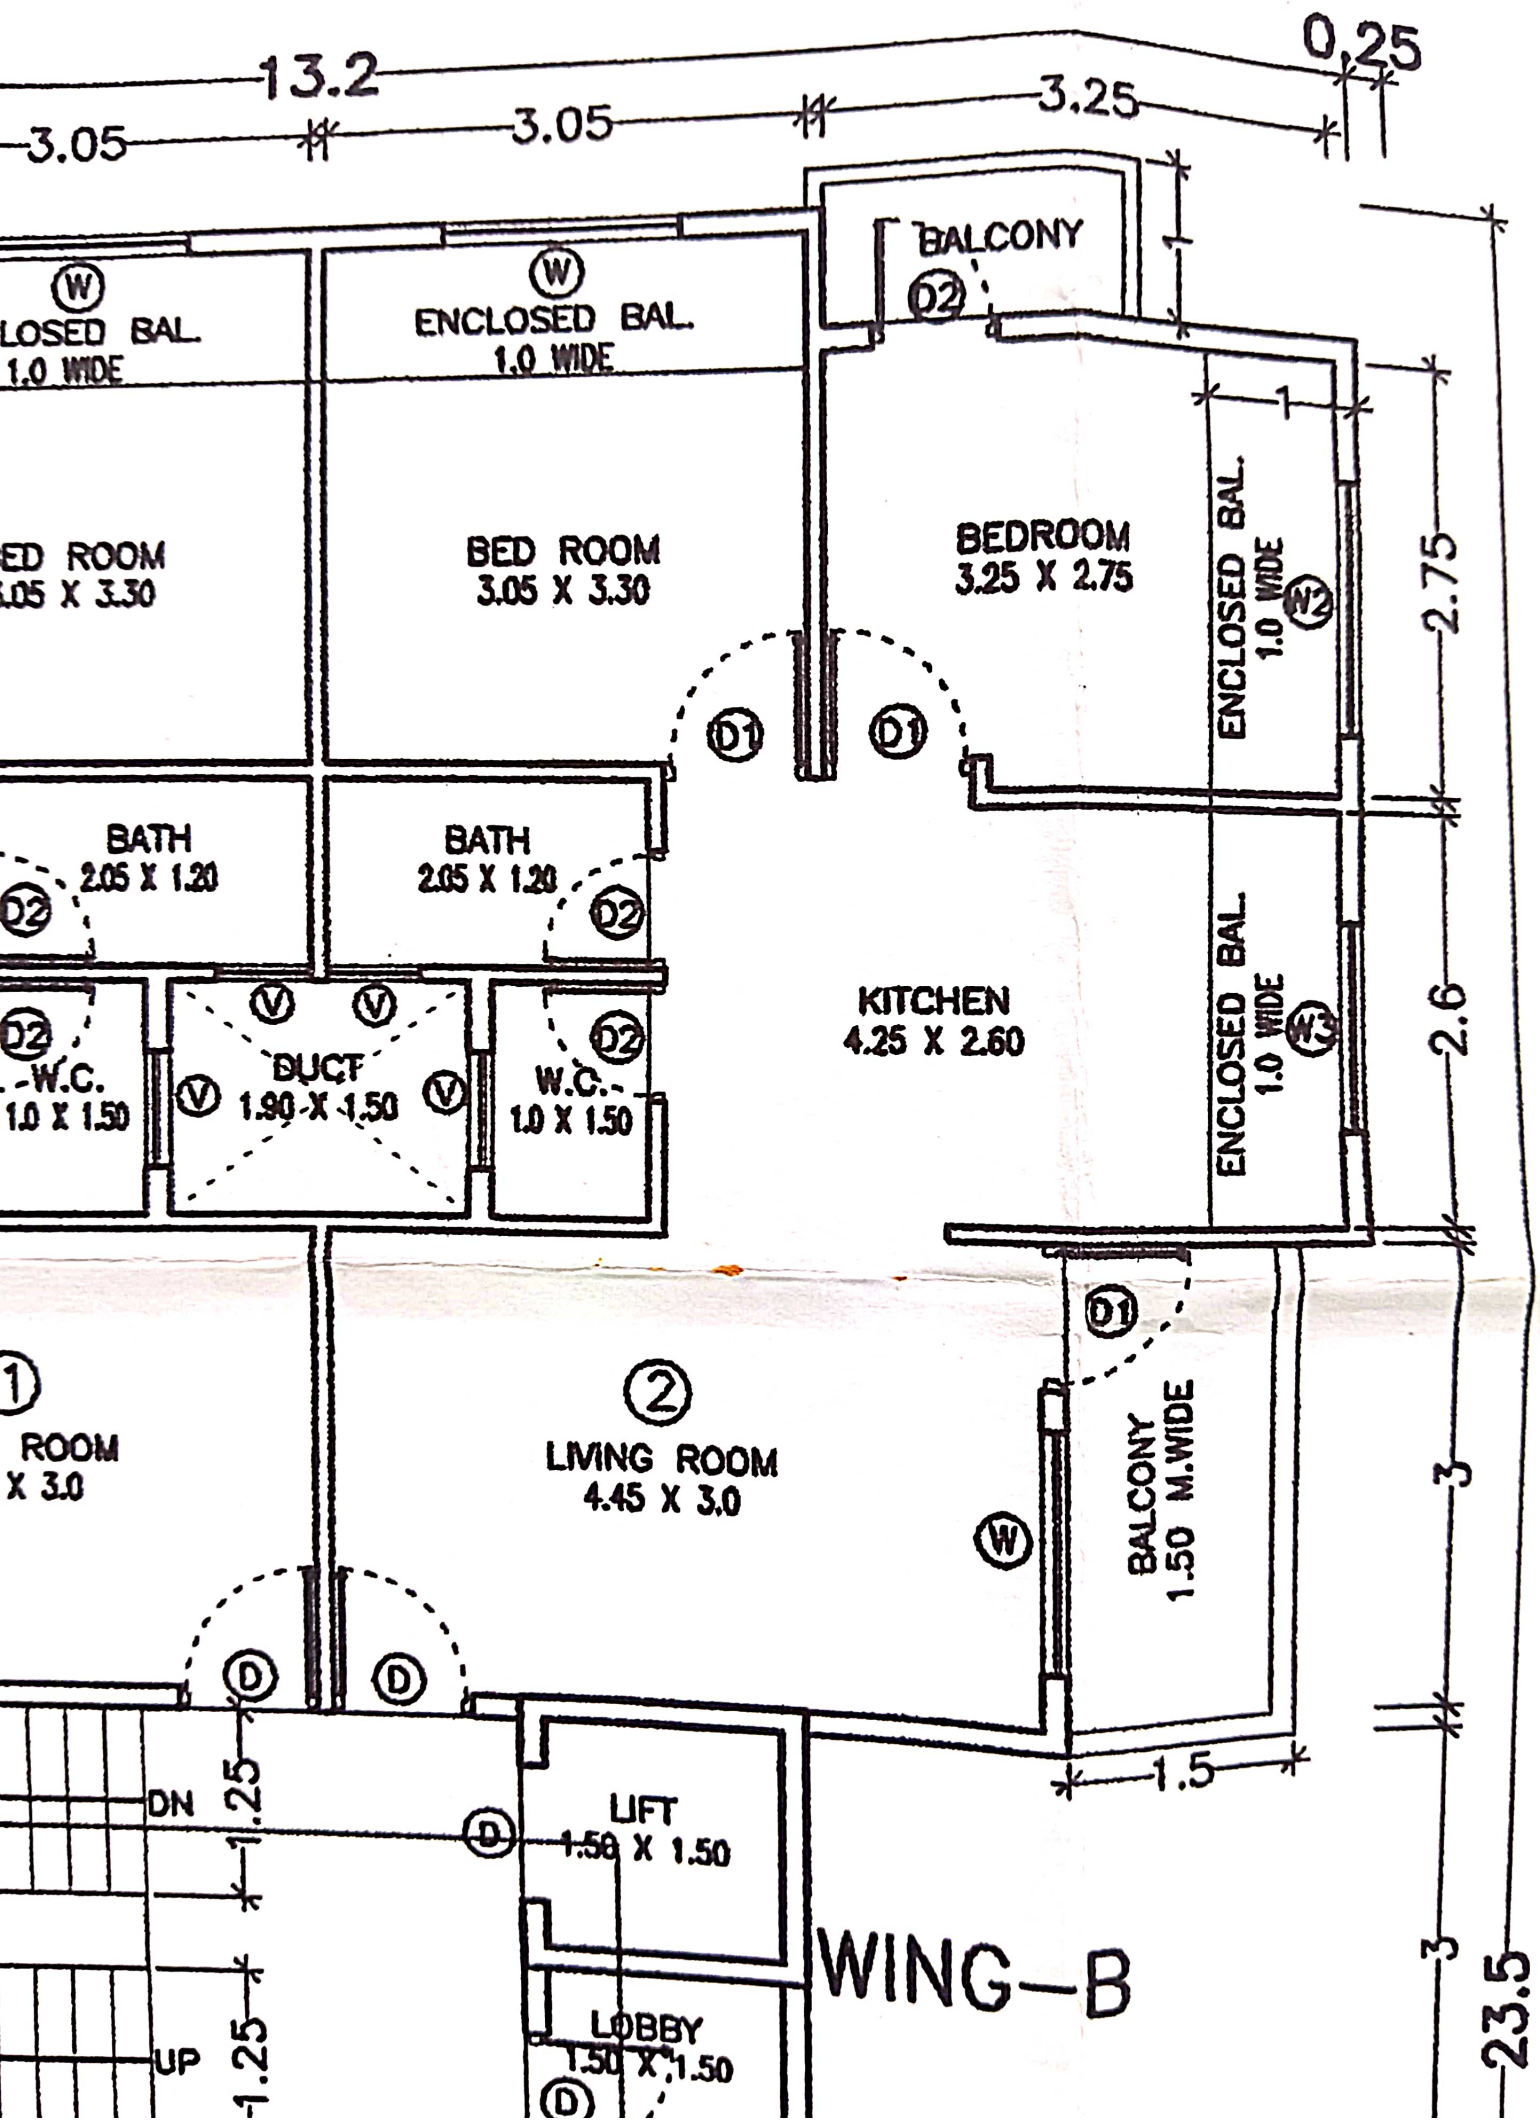 0.25
13.2
3.25
3.05
3.05
1
BALCONY
D2
W
ENCLOSED BAL.
1.0 WIDE
W
LOSED BAL.
1.0 WIDE
1
ENCLOSED BAL.
1.0 WIDE
W2
2.75
ED ROOM
.05 X 3.30
BED ROOM
3.05 X 3.30
BEDROOM
3.25 X 2.75
D1
D1
BATH
2.05 X 1.20
BATH
2.05 X 1.20
D2
D2
KITCHEN
4.25 X 2.60
ENCLOSED BAL.
1.0 WIDE
W3
2.6
V
V
D2
W.C.
1.0 X 1.50
V
DUCT
1.90 X 1.50
V
D2
W.C.
1.0 X 1.50
D1
1
ROOM
X 3.0
2
LIVING ROOM
4.45 X 3.0
W
BALCONY
1.50 M.WIDE
3
D
D
1.5
DN
1.25
D
LIFT
1.50 X 1.50
WING-B
3
23.5
UP
1.25
LOBBY
1.50 X 1.50
D